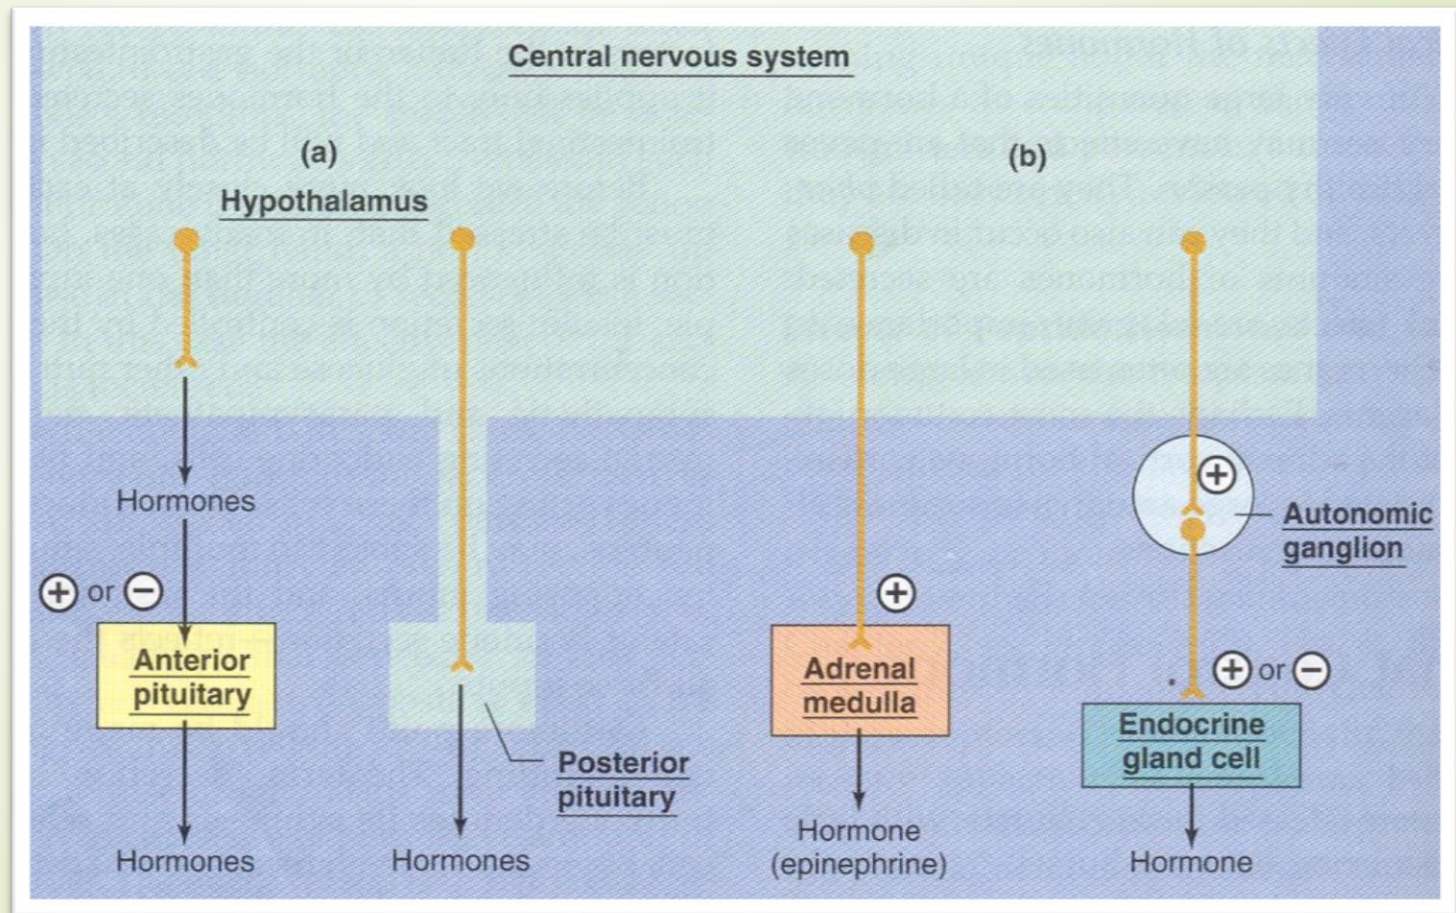 Central nervous system
(a)
Hypothalamus
(b)
Hormones
+ or −
Anterior
pituitary
Hormones
Posterior
pituitary
Hormones
+
Adrenal
medulla
Hormone
(epinephrine)
+
Autonomic
ganglion
+ or −
Endocrine
gland cell
Hormone